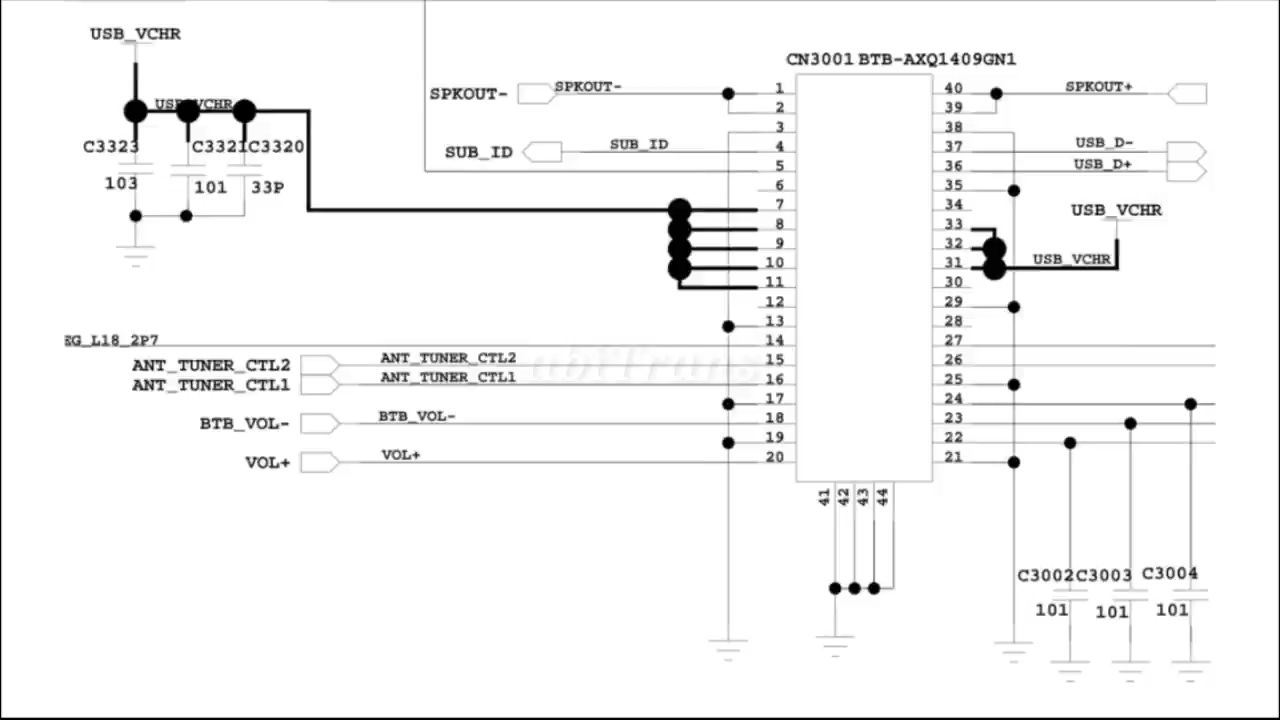 USB_VCHR
CN3001 BTB-AXQ1409GN1
SPKOUT- SPKOUT- 1 40 SPKOUT+
USB_VCHR 2 39
3 38
C3323 C3321 C3320 SUB_ID SUB_ID 4 37 USB_D-
5 36 USB_D+
103 101 33P 6 35
7 34 USB_VCHR
8 33
9 32
10 31 USB_VCHR
11 30
12 29
13 28
EG_L18_2P7 14 27
ANT_TUNER_CTL2 ANT_TUNER_CTL2 15 26
ANT_TUNER_CTL1 ANT_TUNER_CTL1 16 25
17 24
BTB_VOL- BTB_VOL- 18 23
19 22
VOL+ VOL+ 20 21
41 42 43 44
C3002 C3003 C3004
101 101 101